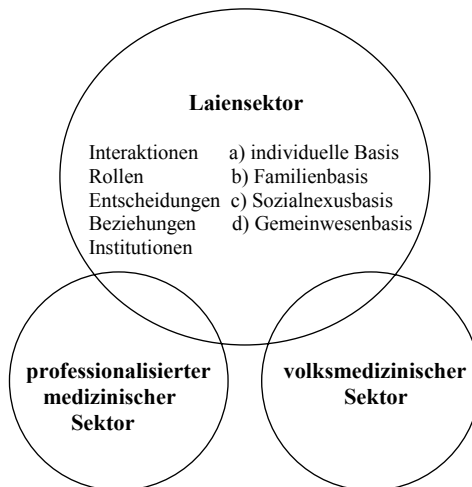 Laiensektor
Interaktionen a) individuelle Basis
Rollen b) Familienbasis
Entscheidungen c) Sozialnexusbasis
Beziehungen d) Gemeinwesenbasis
Institutionen
professionalisierter
medizinischer
Sektor
volksmedizinischer
Sektor